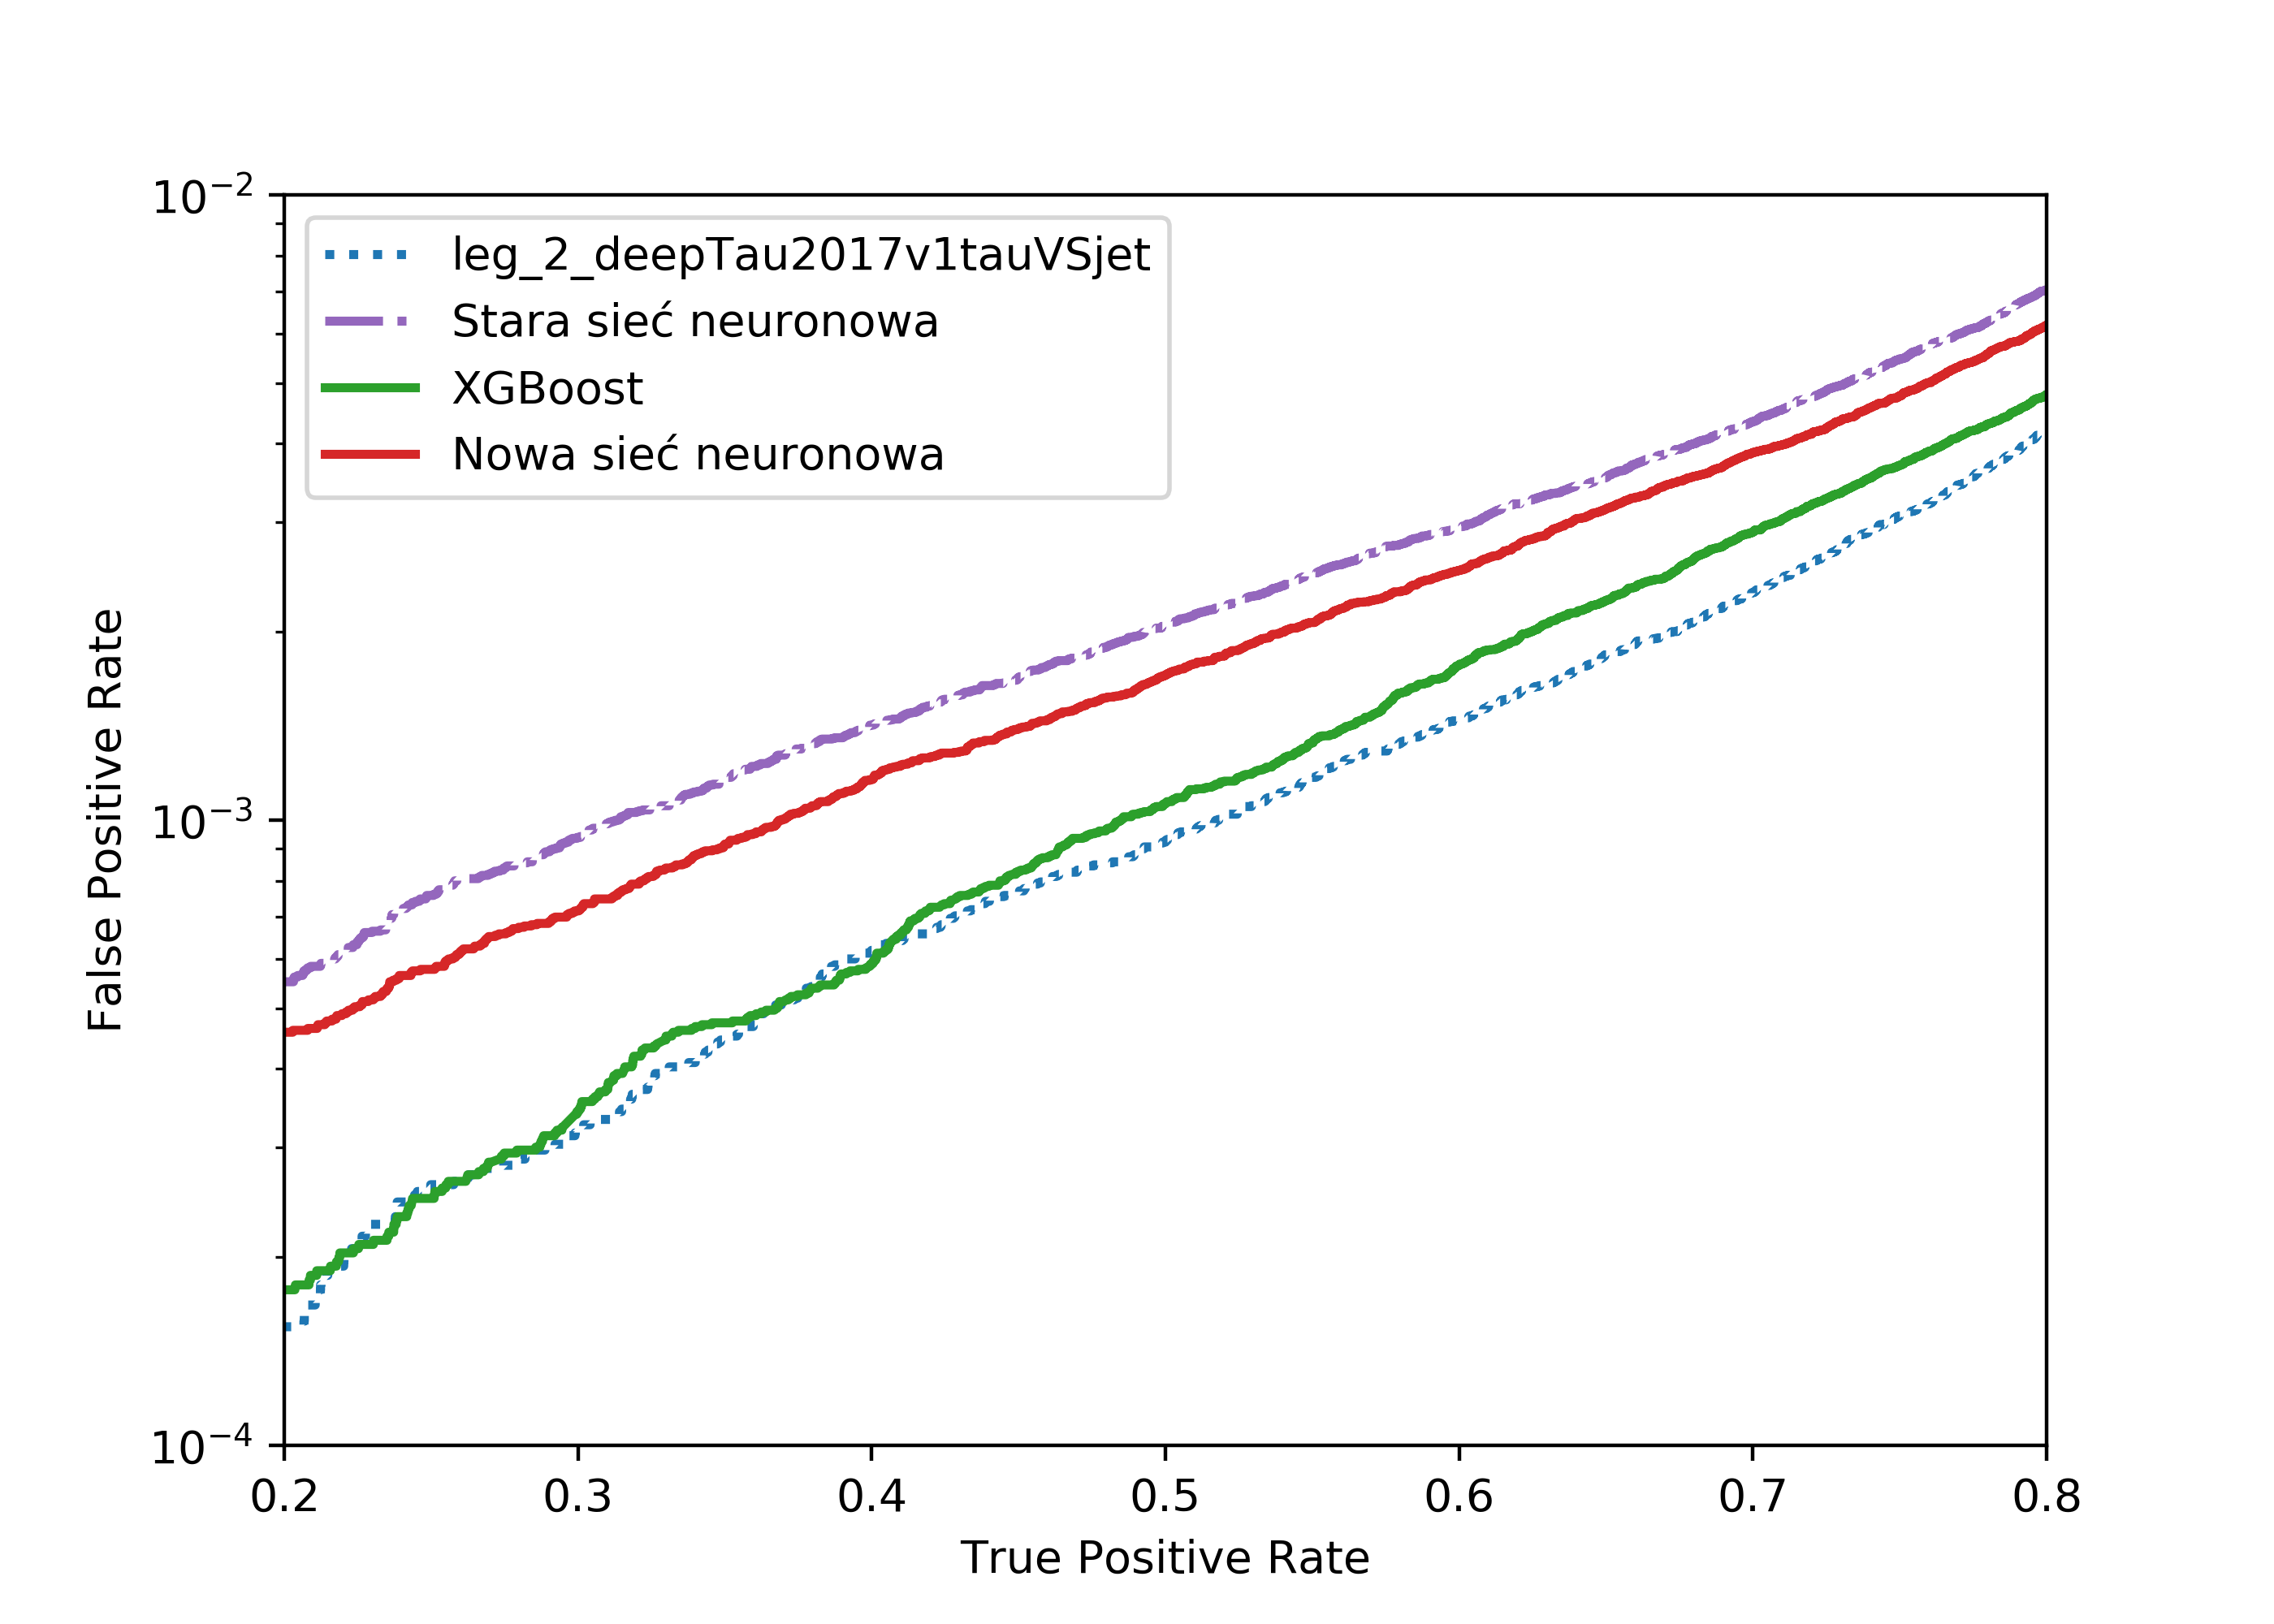 10⁻²
10⁻³
10⁻⁴
False Positive Rate
leg_2_deepTau2017v1tauVSjet
Stara sieć neuronowa
XGBoost
Nowa sieć neuronowa
0.2 0.3 0.4 0.5 0.6 0.7 0.8
True Positive Rate